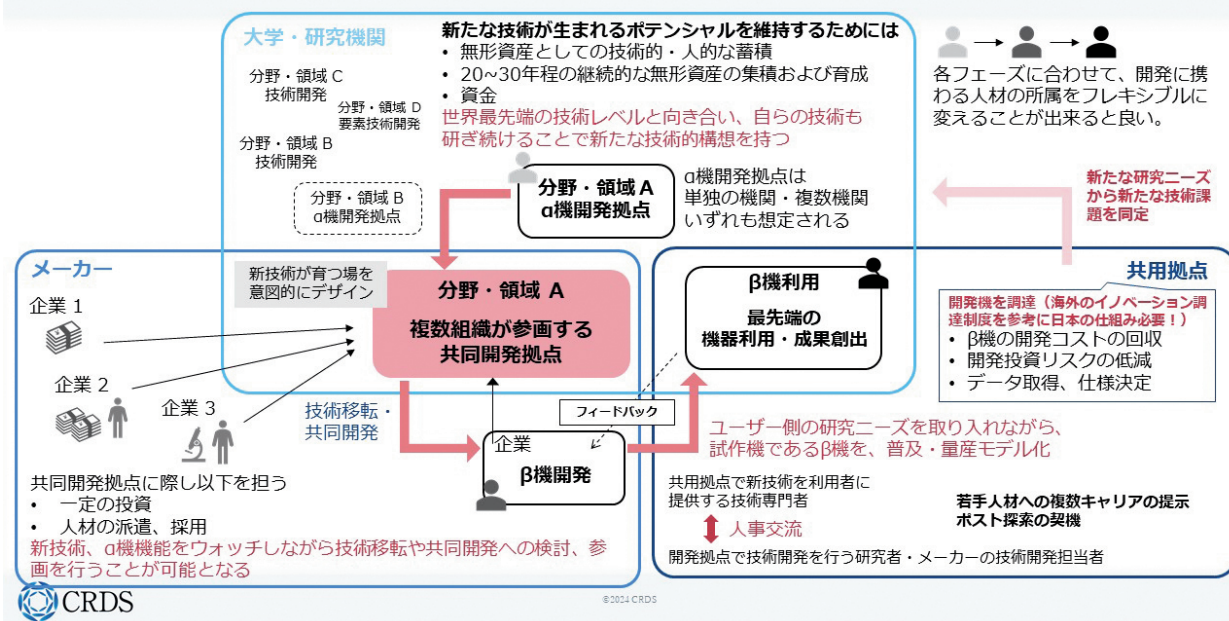 大学・研究機関
分野・領域 C
技術開発
分野・領域 D
要素技術開発
分野・領域 B
技術開発
分野・領域 B
α機開発拠点
新たな技術が生まれるポテンシャルを維持するためには
• 無形資産としての技術的・人的な蓄積
• 20~30年程の継続的な無形資産の集積および育成
• 資金
世界最先端の技術レベルと向き合い、自らの技術も
研ぎ続けることで新たな技術的構想を持つ
分野・領域 A
α機開発拠点
α機開発拠点は
単独の機関・複数機関
いずれも想定される
各フェーズに合わせて、開発に携
わる人材の所属をフレキシブルに
変えることが出来ると良い。
新たな研究ニーズ
から新たな技術課
題を同定
メーカー
新技術が育つ場を
意図的にデザイン
企業 1
企業 2
企業 3
分野・領域 A
複数組織が参画する
共同開発拠点
技術移転・
共同開発
企業
β機開発
フィードバック
β機利用
最先端の
機器利用・成果創出
共用拠点
開発機を調達（海外のイノベーション調
達制度を参考に日本の仕組み必要！）
• β機の開発コストの回収
• 開発投資リスクの低減
• データ取得、仕様決定
ユーザー側の研究ニーズを取り入れながら、
試作機であるβ機を、普及・量産モデル化
共同開発拠点に際し以下を担う
• 一定の投資
• 人材の派遣、採用
新技術、α機機能をウォッチしながら技術移転や共同開発への検討、参
画を行うことが可能となる
共用拠点で新技術を利用者に
提供する技術専門者
人事交流
開発拠点で技術開発を行う研究者・メーカーの技術開発担当者
若手人材への複数キャリアの提示
ポスト探索の契機
CRDS
©2024 CRDS